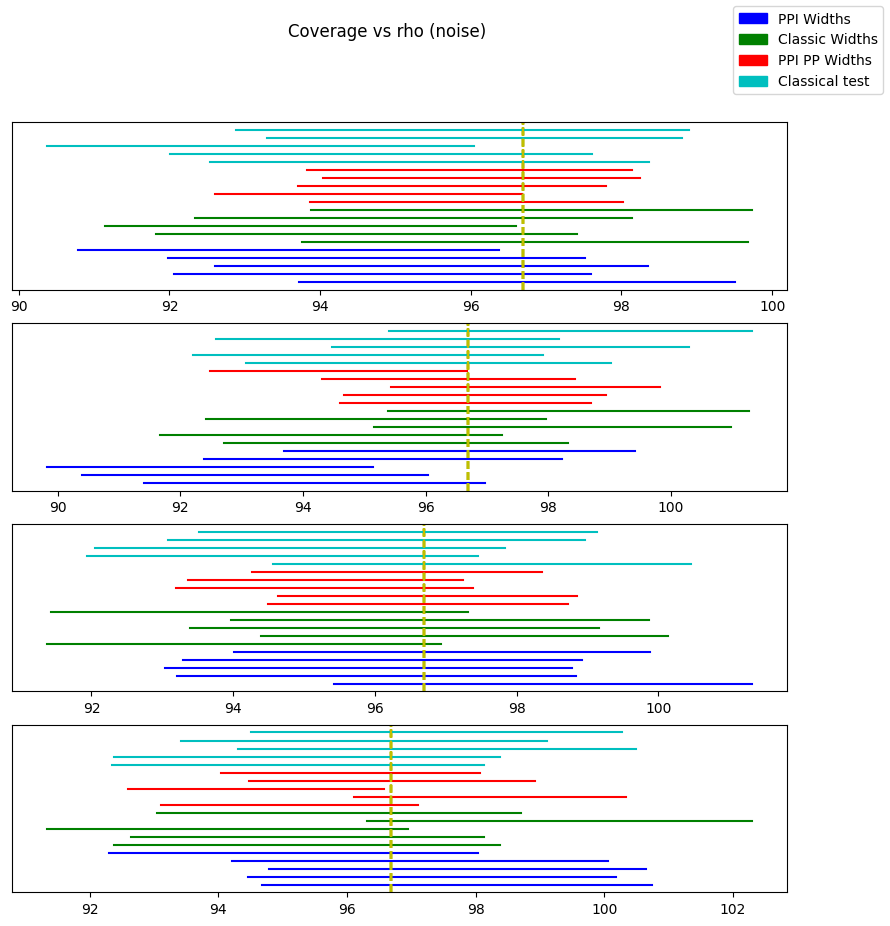 Coverage vs rho (noise)
PPI Widths
Classic Widths
PPI PP Widths
Classical test
90 92 94 96 98 100
90 92 94 96 98 100
92 94 96 98 100
92 94 96 98 100 102